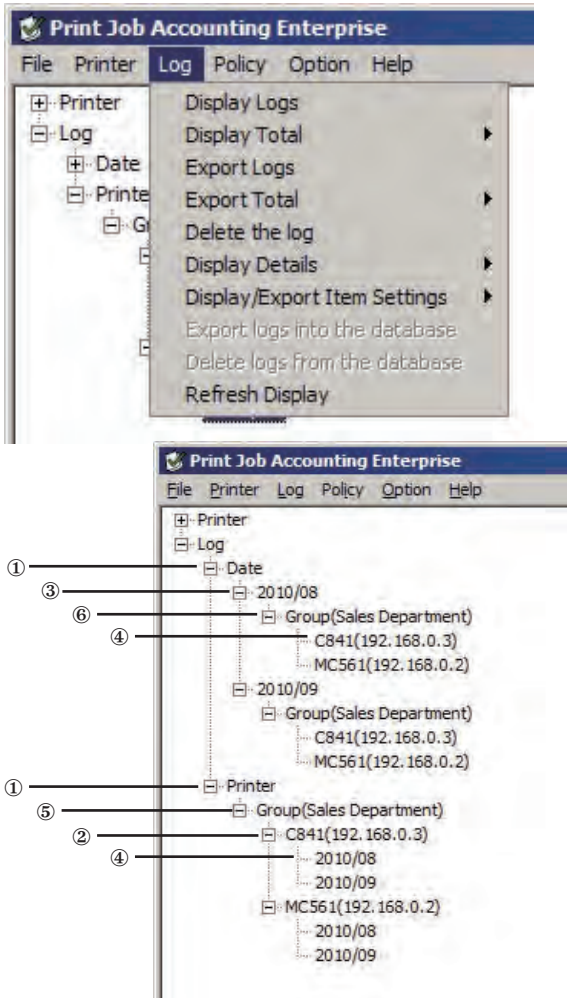 Print Job Accounting Enterprise
File Printer Log Policy Option Help
Printer
Log
Date
Printe
Gr
Display Logs
Display Total
Export Logs
Export Total
Delete the log
Display Details
Display/Export Item Settings
Export logs into the database
Delete logs from the database
Refresh Display
Print Job Accounting Enterprise
File Printer Log Policy Option Help
Printer
Log
① Date
③ 2010/08
⑥ Group(Sales Department)
④ C841(192.168.0.3)
MC561(192.168.0.2)
2010/09
Group(Sales Department)
C841(192.168.0.3)
MC561(192.168.0.2)
① Printer
⑤ Group(Sales Department)
② C841(192.168.0.3)
④ 2010/08
2010/09
MC561(192.168.0.2)
2010/08
2010/09